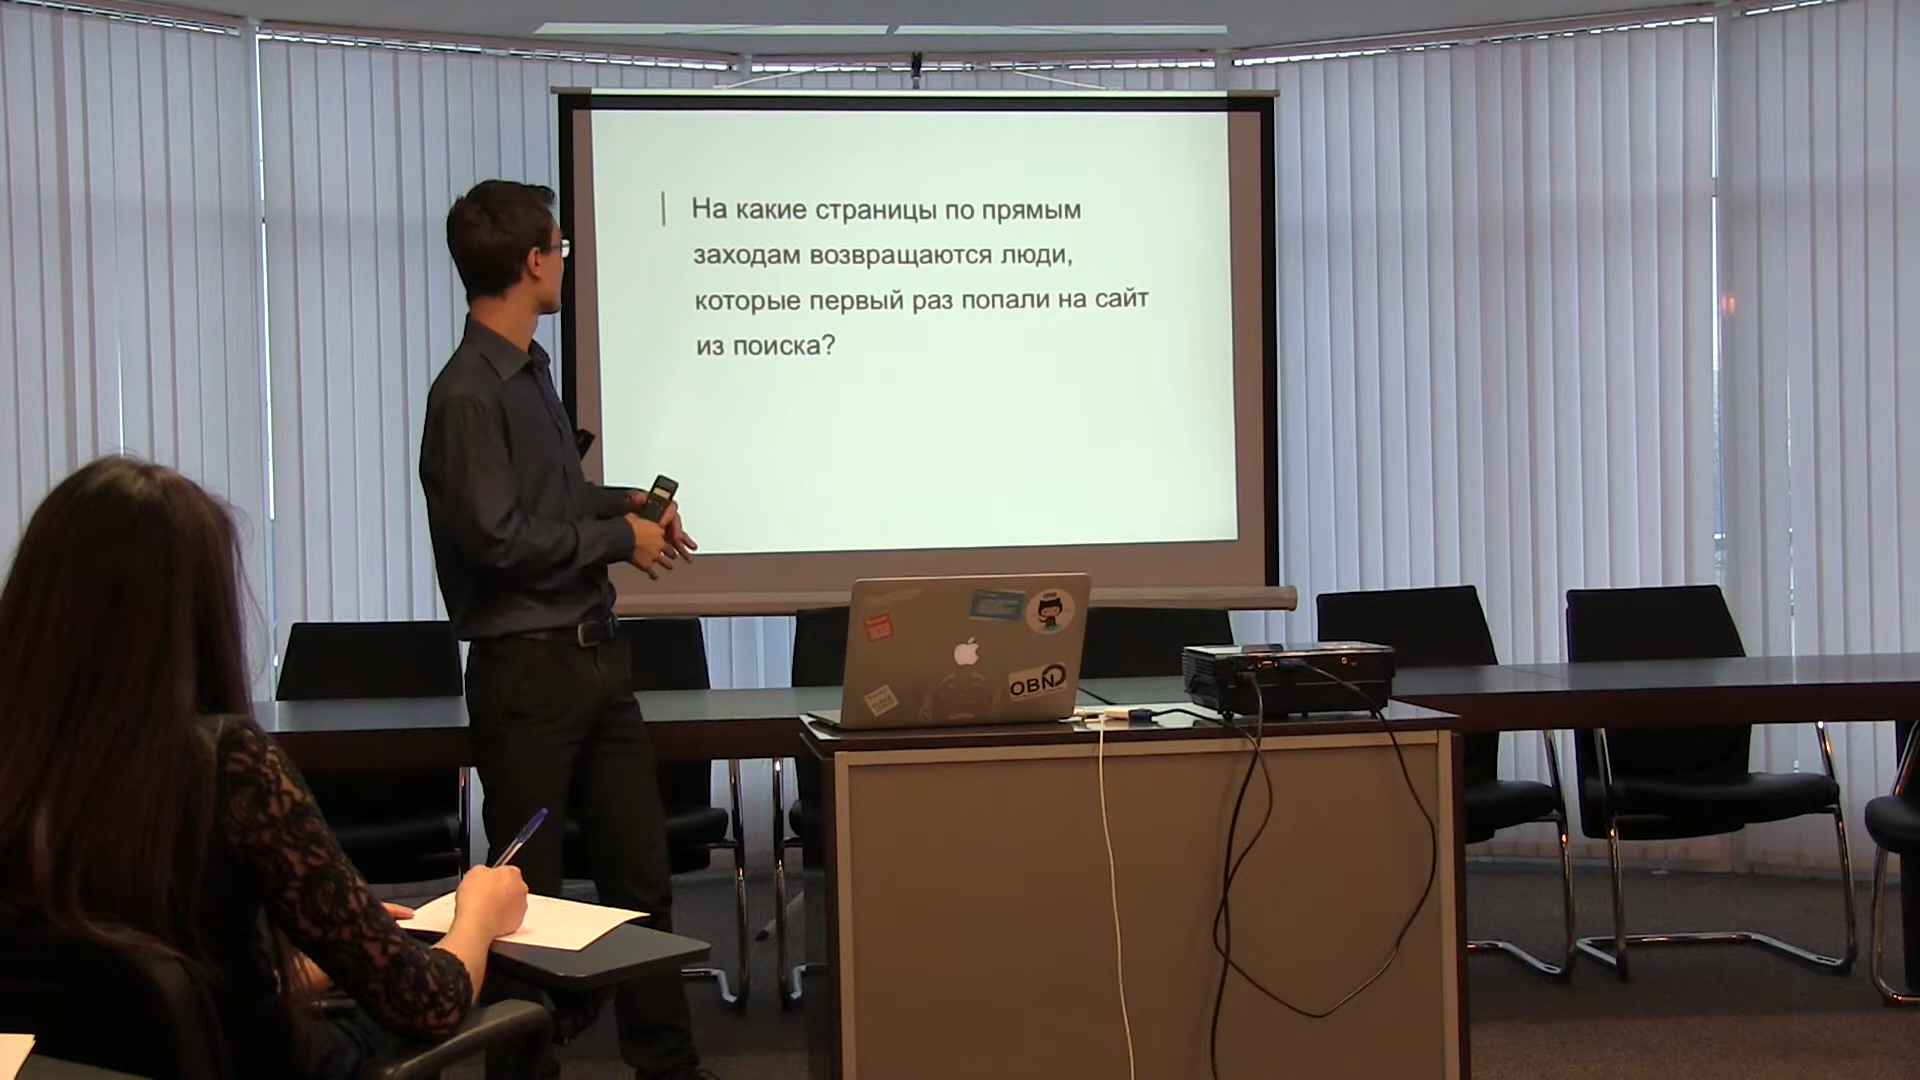 На какие страницы по прямым
заходам возвращаются люди,
которые первый раз попали на сайт
из поиска?
OBN